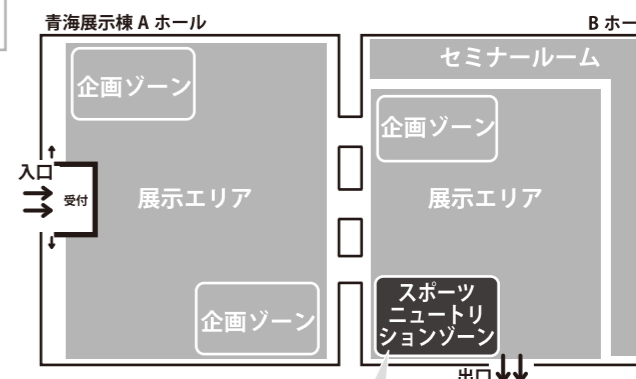 青海展示棟 A ホール
B ホー
セミナールーム
企画ゾーン
企画ゾーン
入口
受付
展示エリア
展示エリア
スポーツ
ニュートリ
ションゾーン
企画ゾーン
出口